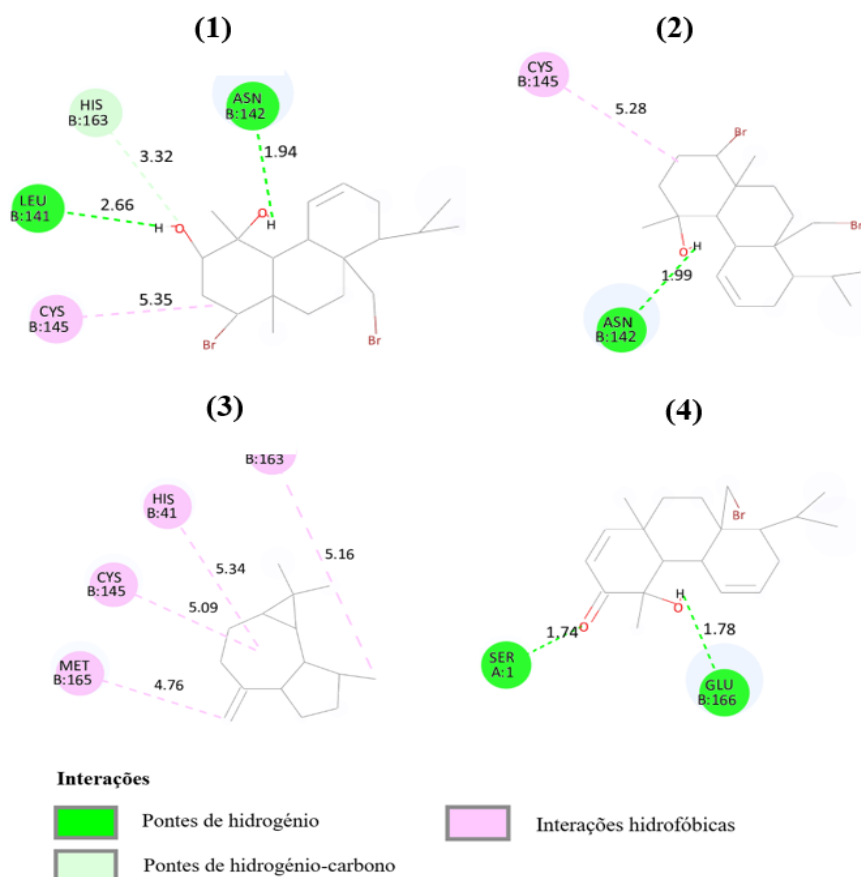 (1)
HIS
B:163
3.32
ASN
B:142
1.94
LEU
B:141
2.66
H
O
O
H
CYS
B:145
5.35
Br
Br
(2)
CYS
B:145
5.28
Br
Br
H
O
1.99
ASN
B:142
(3)
B:163
HIS
B:41
5.34
5.16
CYS
B:145
5.09
MET
B:165
4.76
(4)
Br
O
H
O
1.74
1.78
SER
A:1
GLU
B:166
Interações
Pontes de hidrogénio
Interações hidrofóbicas
Pontes de hidrogénio-carbono